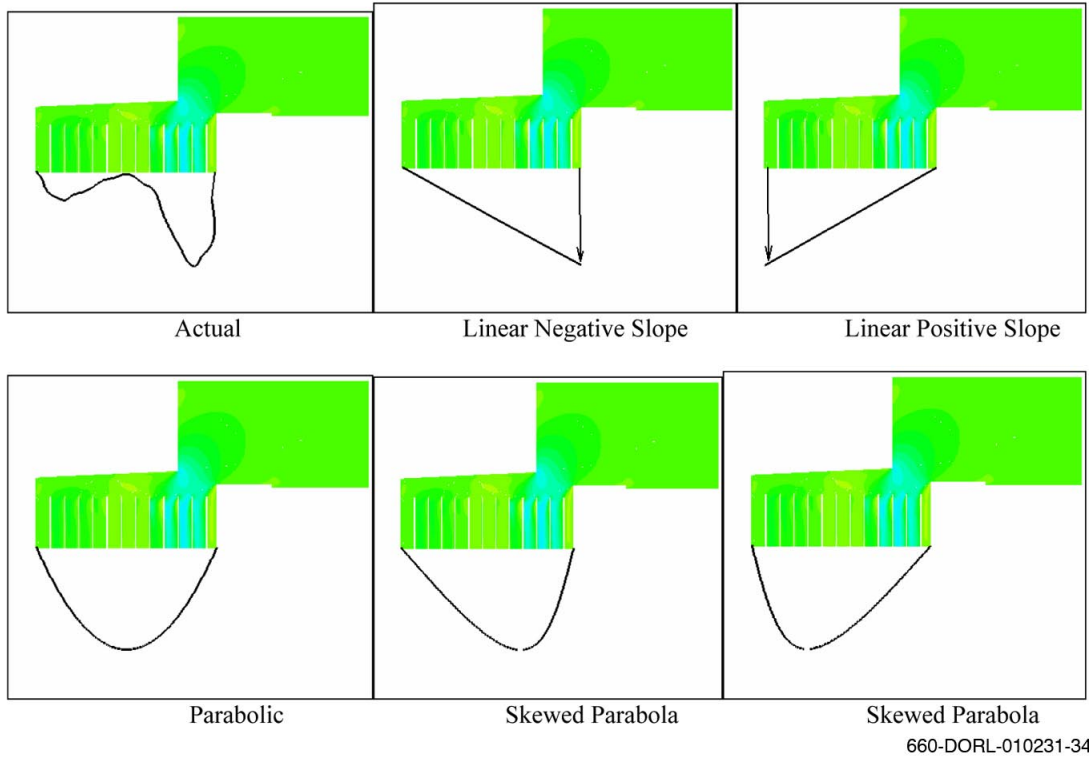 Actual
Linear Negative Slope
Linear Positive Slope
Parabolic
Skewed Parabola
Skewed Parabola
660-DORL-010231-34